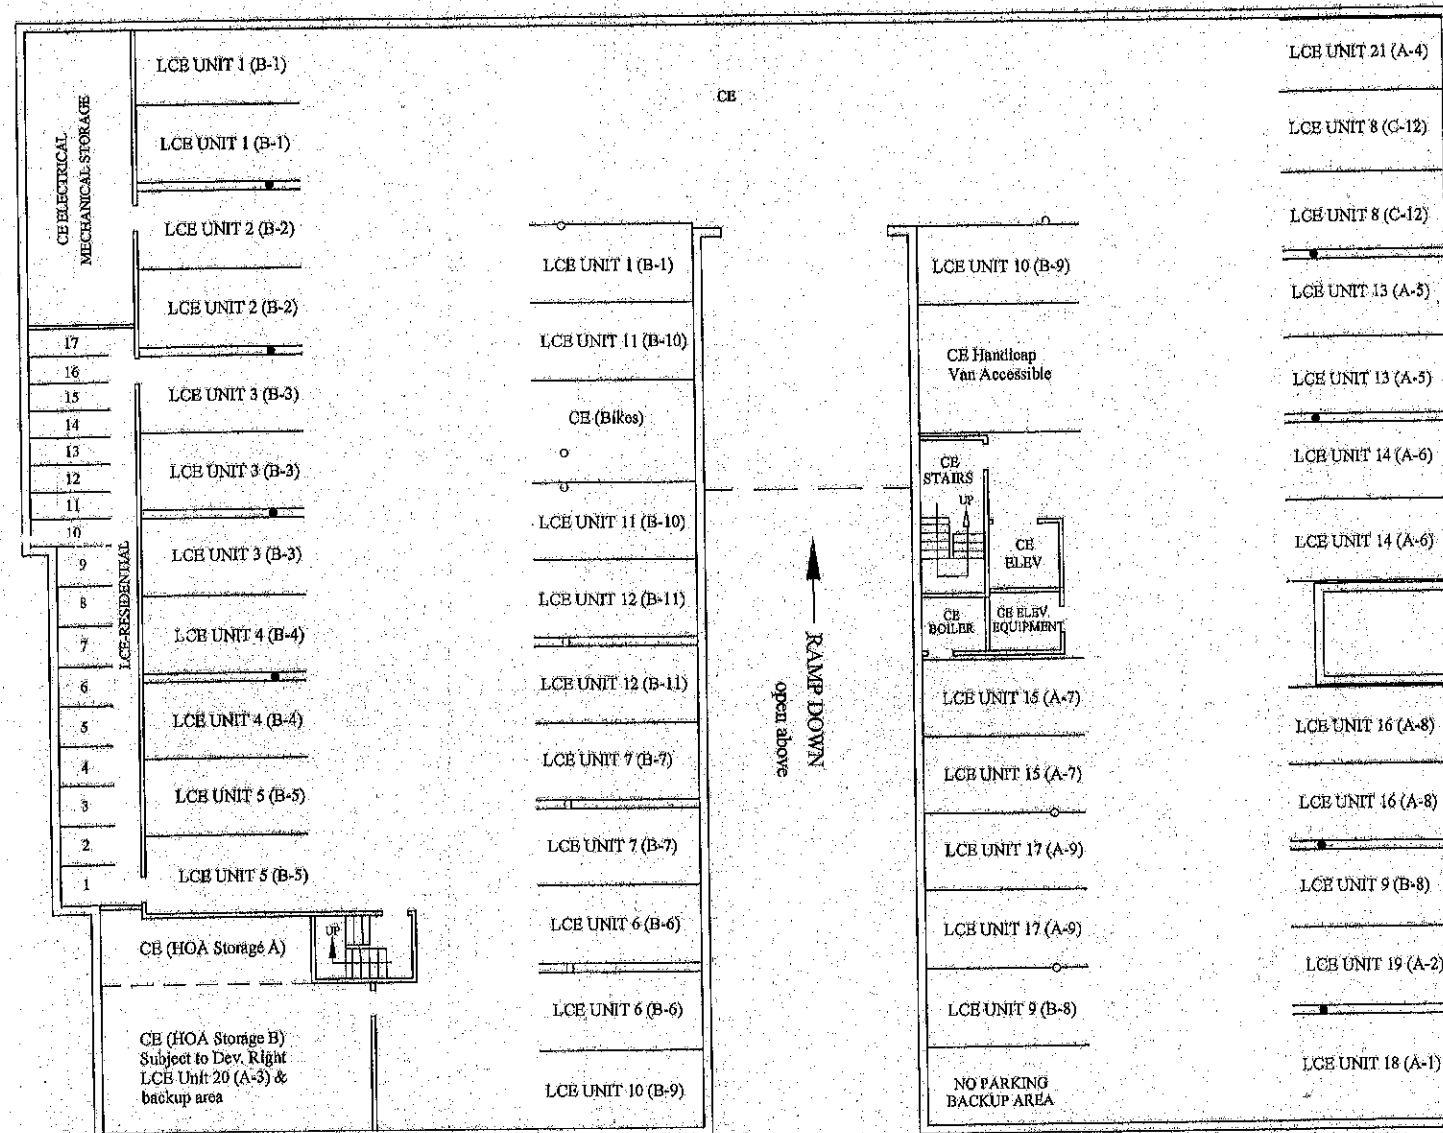 CE ELECTRICAL
MECHANICAL STORAGE
LCE UNIT 1 (B-1)
LCE UNIT 1 (B-1)
LCE UNIT 2 (B-2)
LCE UNIT 2 (B-2)
LCE UNIT 3 (B-3)
LCE UNIT 3 (B-3)
LCE UNIT 3 (B-3)
LCE UNIT 4 (B-4)
LCE UNIT 4 (B-4)
LCE UNIT 5 (B-5)
LCE UNIT 5 (B-5)
17
16
15
14
13
12
11
10
9
8
7
6
5
4
3
2
1
LCE-RESIDENTIAL
CE (HOA Storage A)
UP
CE (HOA Storage B)
Subject to Dev. Right
LCE Unit 20 (A-3) &
backup area
CE
LCE UNIT 1 (B-1)
LCE UNIT 11 (B-10)
CE (Bikes)
LCE UNIT 11 (B-10)
LCE UNIT 12 (B-11)
LCE UNIT 12 (B-11)
LCE UNIT 7 (B-7)
LCE UNIT 7 (B-7)
LCE UNIT 6 (B-6)
LCE UNIT 6 (B-6)
LCE UNIT 10 (B-9)
RAMP DOWN
open above
LCE UNIT 10 (B-9)
CE Handicap
Van Accessible
CE
STAIRS
UP
CE
ELEV
CE
BOILER
CE ELEV.
EQUIPMENT
LCE UNIT 15 (A-7)
LCE UNIT 15 (A-7)
LCE UNIT 17 (A-9)
LCE UNIT 17 (A-9)
LCE UNIT 9 (B-8)
NO PARKING
BACKUP AREA
LCE UNIT 21 (A-4)
LCE UNIT 8 (C-12)
LCE UNIT 8 (C-12)
LCE UNIT 13 (A-5)
LCE UNIT 13 (A-5)
LCE UNIT 14 (A-6)
LCE UNIT 14 (A-6)
LCE UNIT 16 (A-8)
LCE UNIT 16 (A-8)
LCE UNIT 9 (B-8)
LCE UNIT 19 (A-2)
LCE UNIT 18 (A-1)